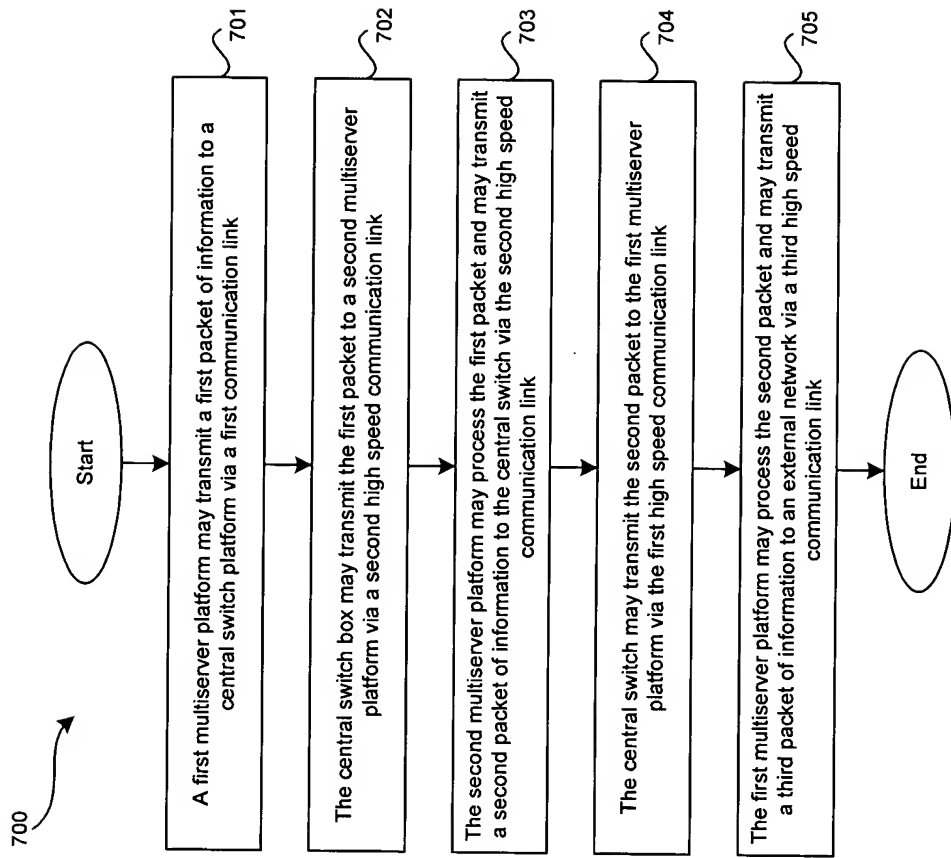 700
Start
A first multiserver platform may transmit a first packet of information to a
central switch platform via a first communication link
701
The central switch box may transmit the first packet to a second multiserver
platform via a second high speed communication link
702
The second multiserver platform may process the first packet and may transmit
a second packet of information to the central switch via the second high speed
communication link
703
The central switch may transmit the second packet to the first multiserver
platform via the first high speed communication link
704
The first multiserver platform may process the second packet and may transmit
a third packet of information to an external network via a third high speed
communication link
705
End